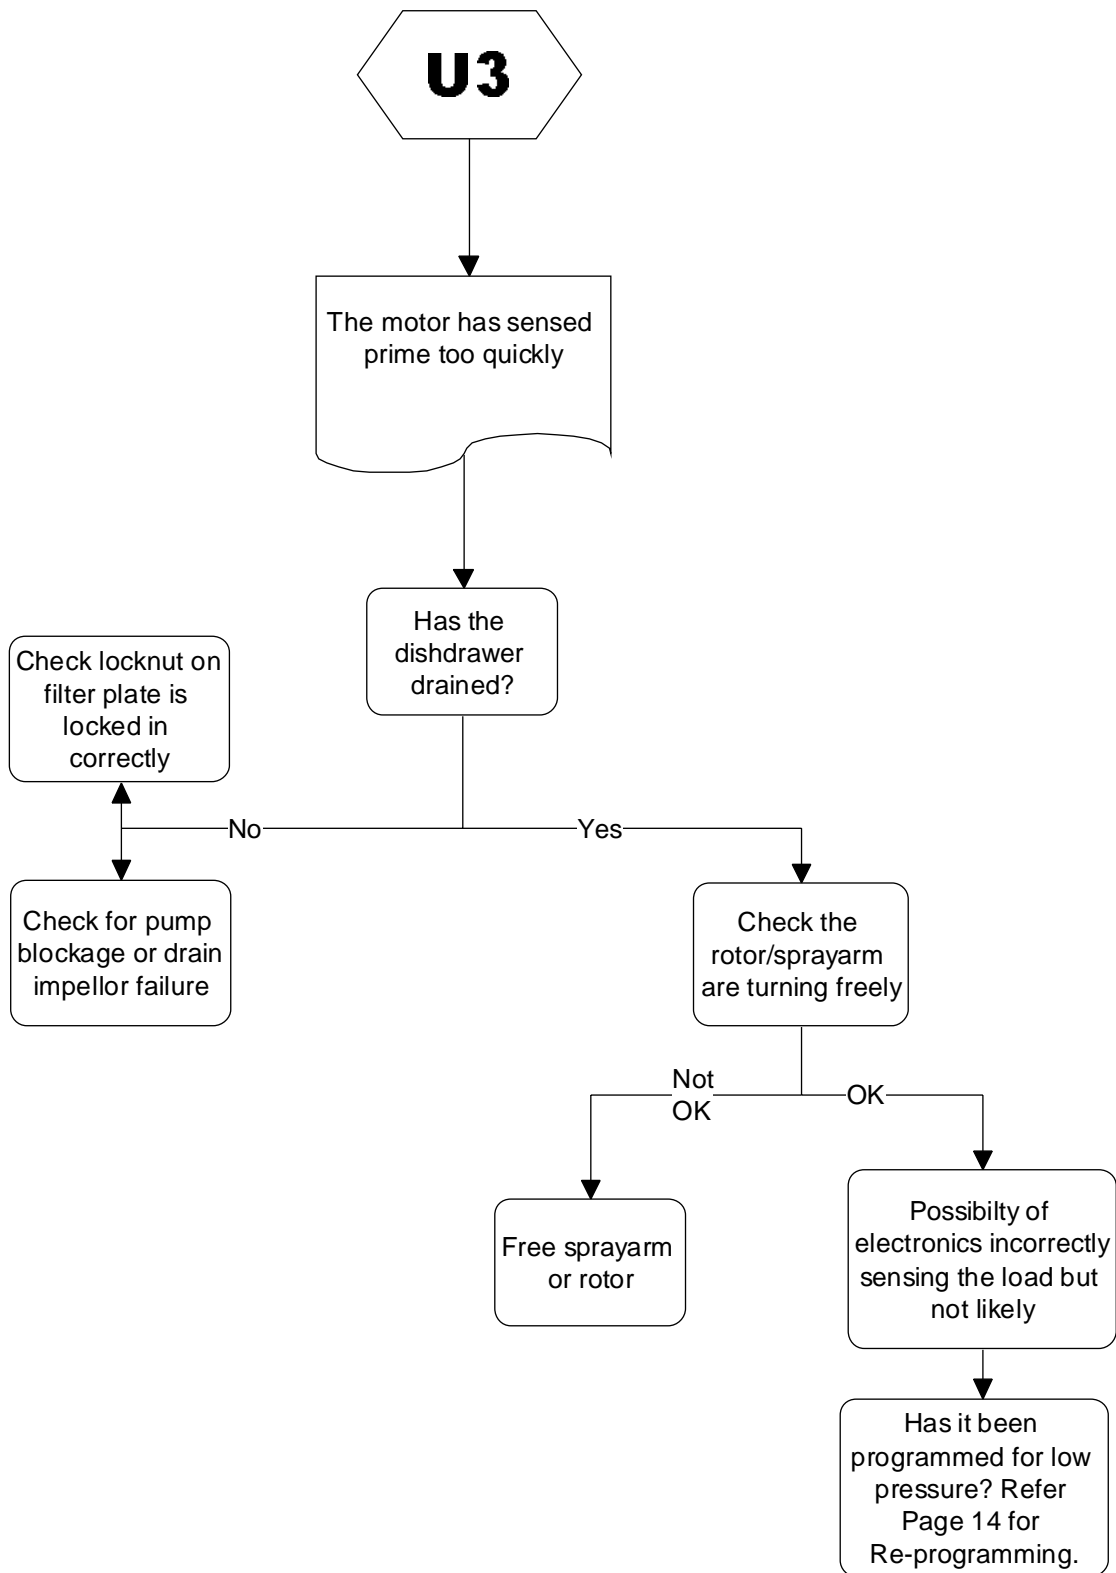 U3
The motor has sensed
prime too quickly
Has the
dishdrawer
drained?
Check locknut on
filter plate is
locked in
correctly
No
Yes
Check for pump
blockage or drain
impellor failure
Check the
rotor/sprayarm
are turning freely
Not
OK
OK
Free sprayarm
or rotor
Possibilty of
electronics incorrectly
sensing the load but
not likely
Has it been
programmed for low
pressure? Refer
Page 14 for
Re-programming.